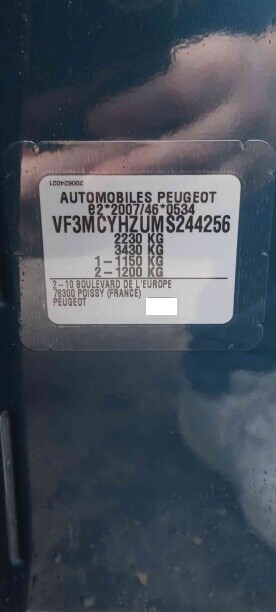 200624021
AUTOMOBILES PEUGEOT
e2*2007/46*0534
VF3MCYHZUMS244256
2230 KG
3430 KG
1-1150 KG
2-1200 KG
2-10 BOULEVARD DE L'EUROPE
78300 POISSY (FRANCE)
PEUGEOT